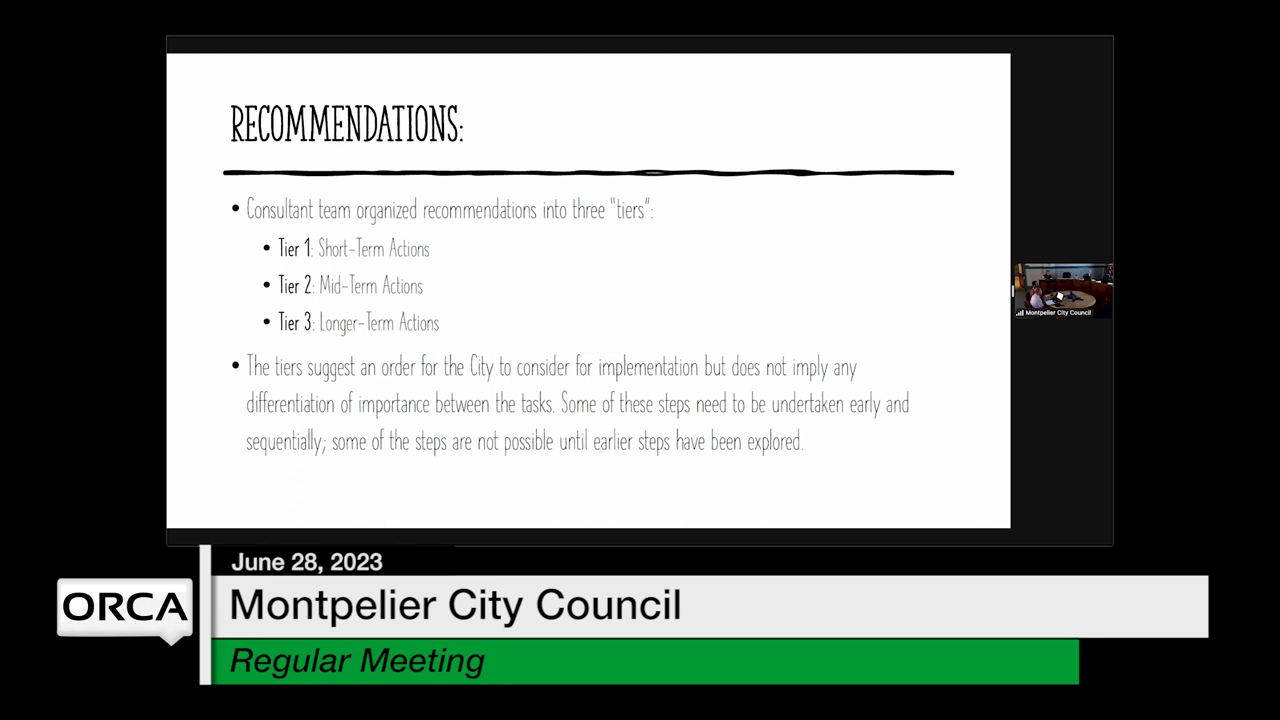 RECOMMENDATIONS:
• Consultant team organized recommendations into three "tiers":
• Tier 1: Short-Term Actions
• Tier 2: Mid-Term Actions
• Tier 3: Longer-Term Actions
• The tiers suggest an order for the City to consider for implementation but does not imply any
differentiation of importance between the tasks. Some of these steps need to be undertaken early and
sequentially; some of the steps are not possible until earlier steps have been explored.
Montpelier City Council
June 28, 2023
ORCA
Montpelier City Council
Regular Meeting